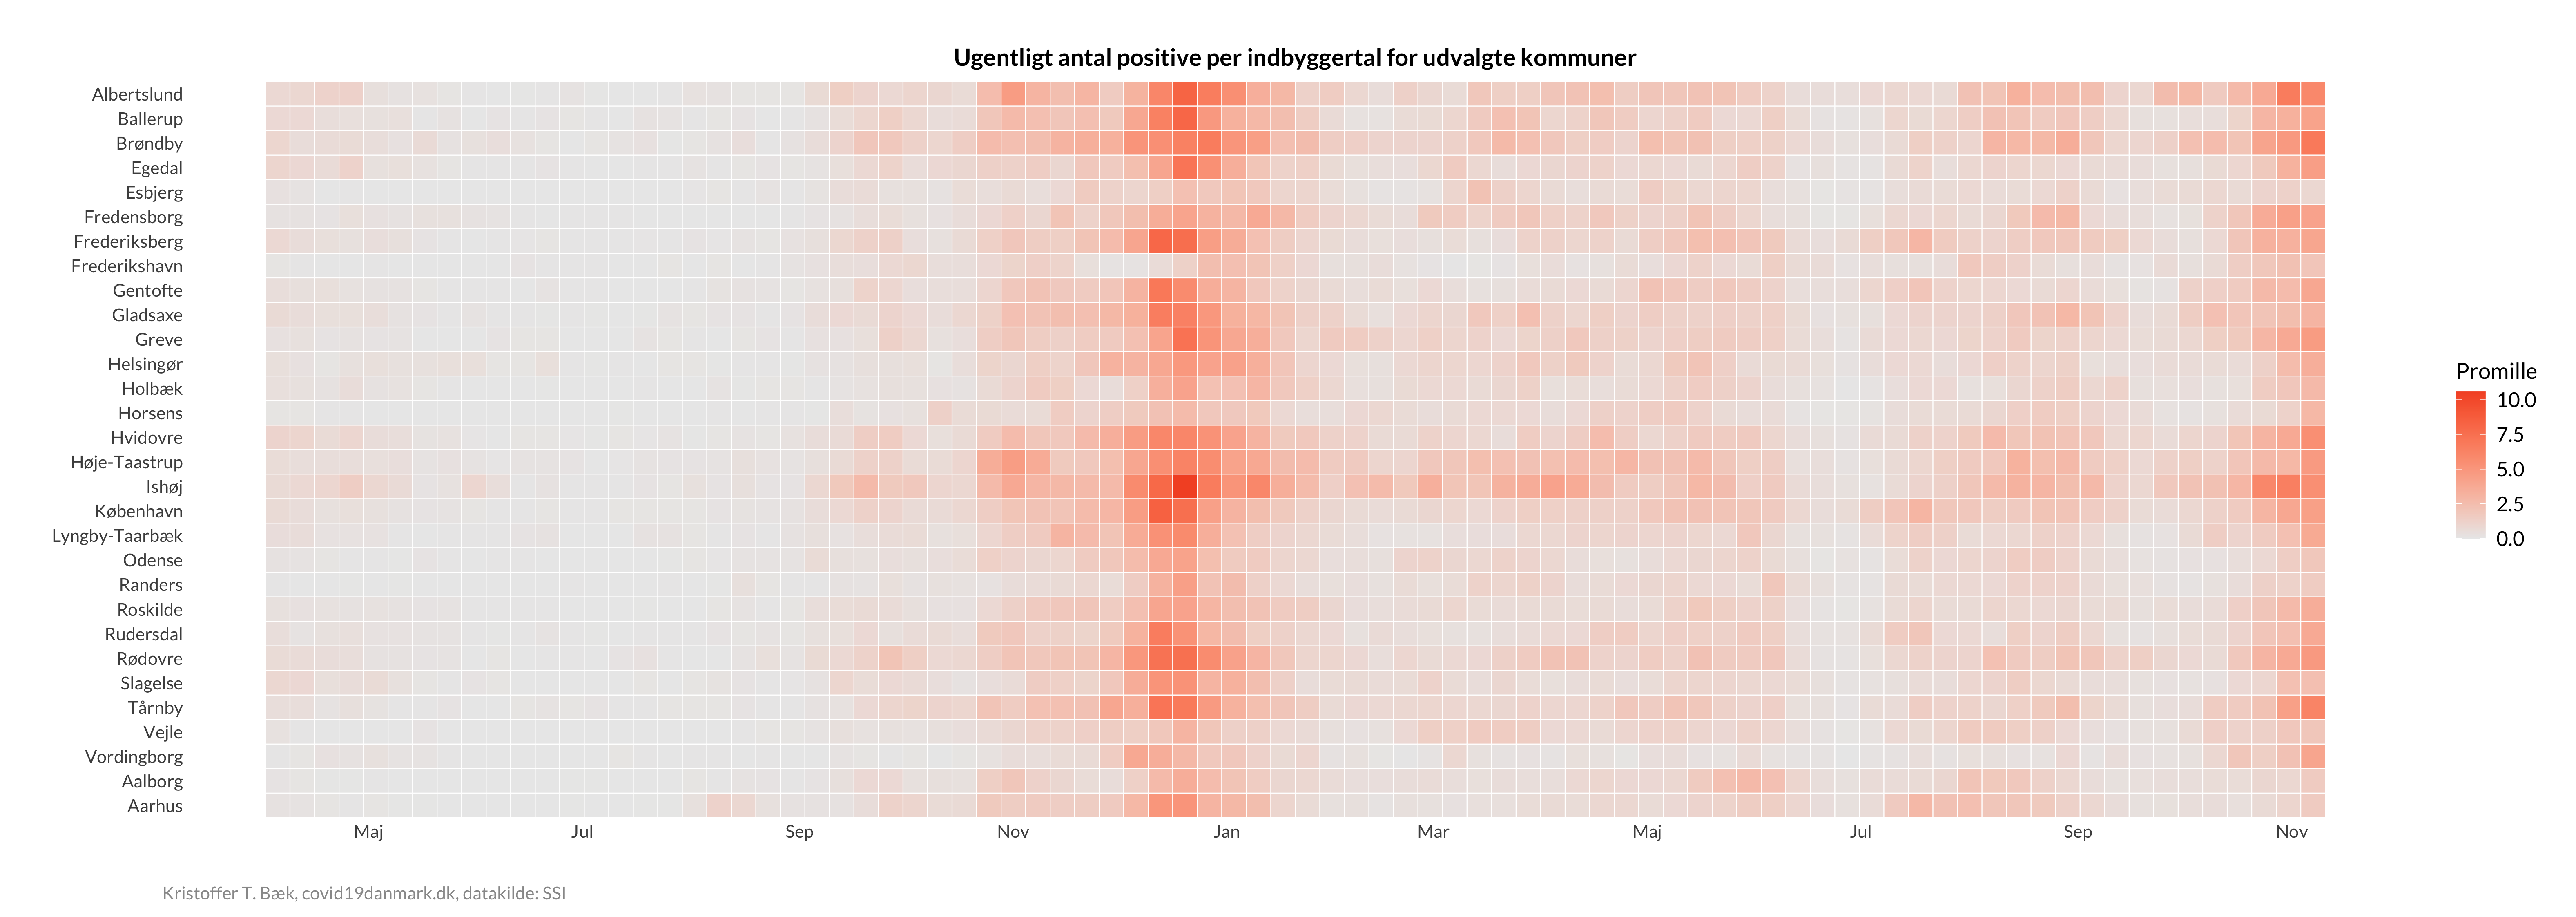 Ugentligt antal positive per indbyggertal for udvalgte kommuner
Albertslund
Ballerup
Brøndby
Egedal
Esbjerg
Fredensborg
Frederiksberg
Frederikshavn
Gentofte
Gladsaxe
Greve
Helsingør
Holbæk
Horsens
Hvidovre
Høje-Taastrup
Ishøj
København
Lyngby-Taarbæk
Odense
Randers
Roskilde
Rudersdal
Rødovre
Slagelse
Tårnby
Vejle
Vordingborg
Aalborg
Aarhus
Maj Jul Sep Nov Jan Mar Maj Jul Sep Nov
Promille
10.0
7.5
5.0
2.5
0.0
Kristoffer T. Bæk, covid19danmark.dk, datakilde: SSI